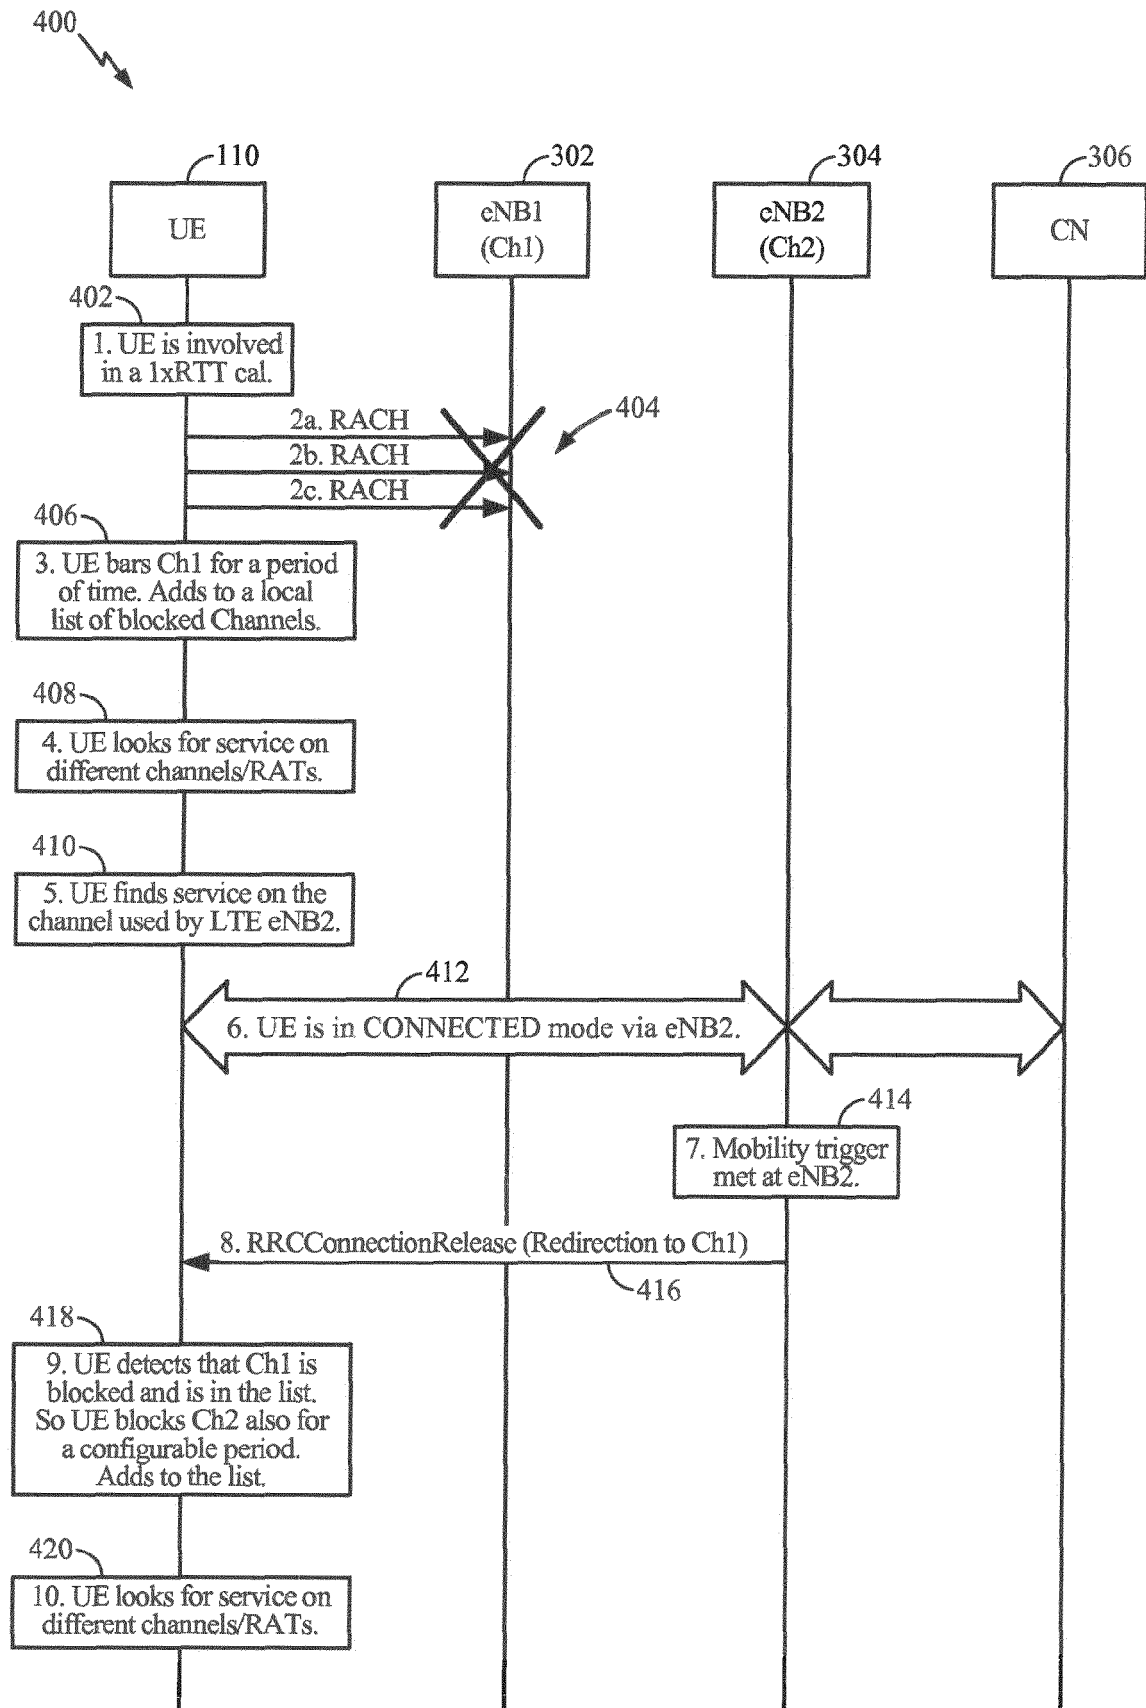 400
110
302
304
306
UE
eNB1
(Ch1)
eNB2
(Ch2)
CN
402
1. UE is involved
in a 1xRTT cal.
2a. RACH
2b. RACH
2c. RACH
404
406
3. UE bars Ch1 for a period
of time. Adds to a local
list of blocked Channels.
408
4. UE looks for service on
different channels/RATs.
410
5. UE finds service on the
channel used by LTE eNB2.
412
6. UE is in CONNECTED mode via eNB2.
414
7. Mobility trigger
met at eNB2.
8. RRCConnectionRelease (Redirection to Ch1)
416
418
9. UE detects that Ch1 is
blocked and is in the list.
So UE blocks Ch2 also for
a configurable period.
Adds to the list.
420
10. UE looks for service on
different channels/RATs.